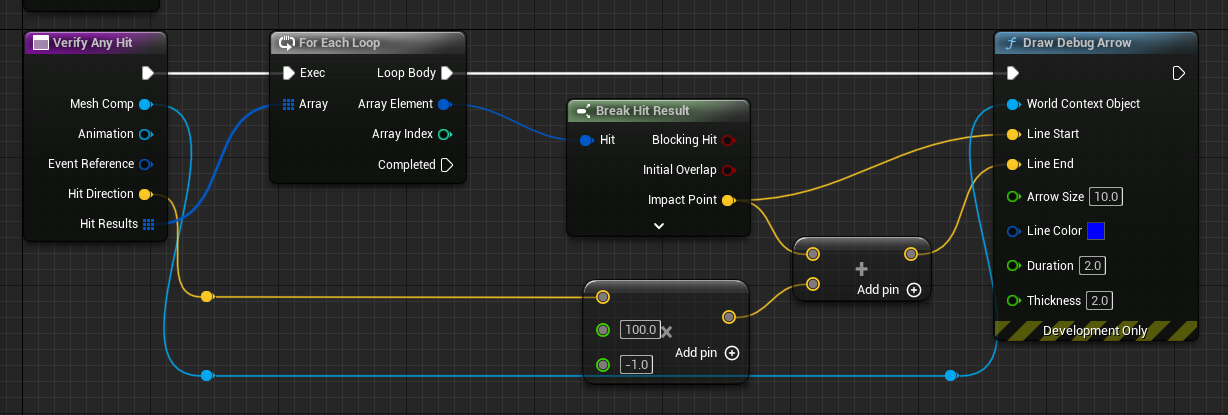 Verify Any Hit
Mesh Comp
Animation
Event Reference
Hit Direction
Hit Results
For Each Loop
Exec
Loop Body
Array
Array Element
Array Index
Completed
Break Hit Result
Hit
Blocking Hit
Initial Overlap
Impact Point
100.0
-1.0
Add pin
Add pin
Draw Debug Arrow
World Context Object
Line Start
Line End
Arrow Size 10.0
Line Color
Duration 2.0
Thickness 2.0
Development Only